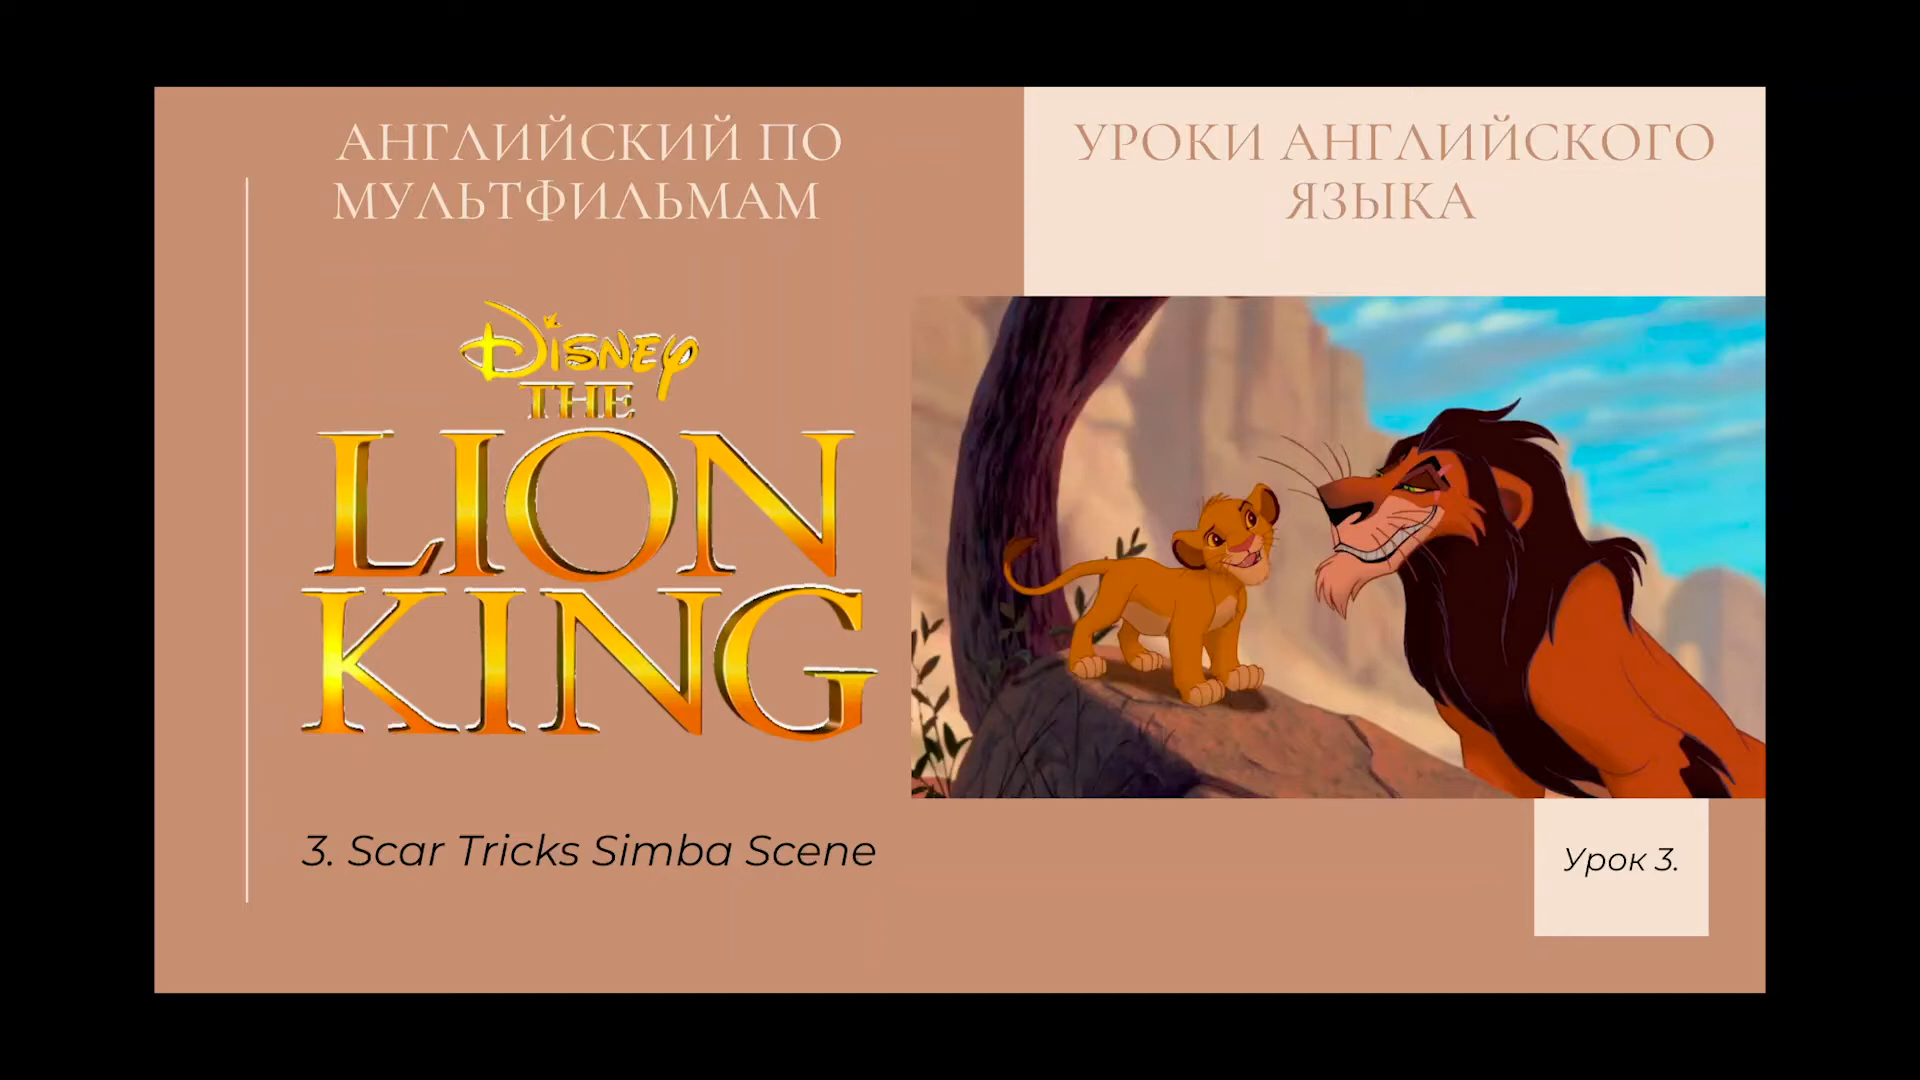 АНГЛИЙСКИЙ ПО
МУЛЬТФИЛЬМАМ
УРОКИ АНГЛИЙСКОГО
ЯЗЫКА
DISNEY
THE
LION
KING
3. Scar Tricks Simba Scene
Урок 3.